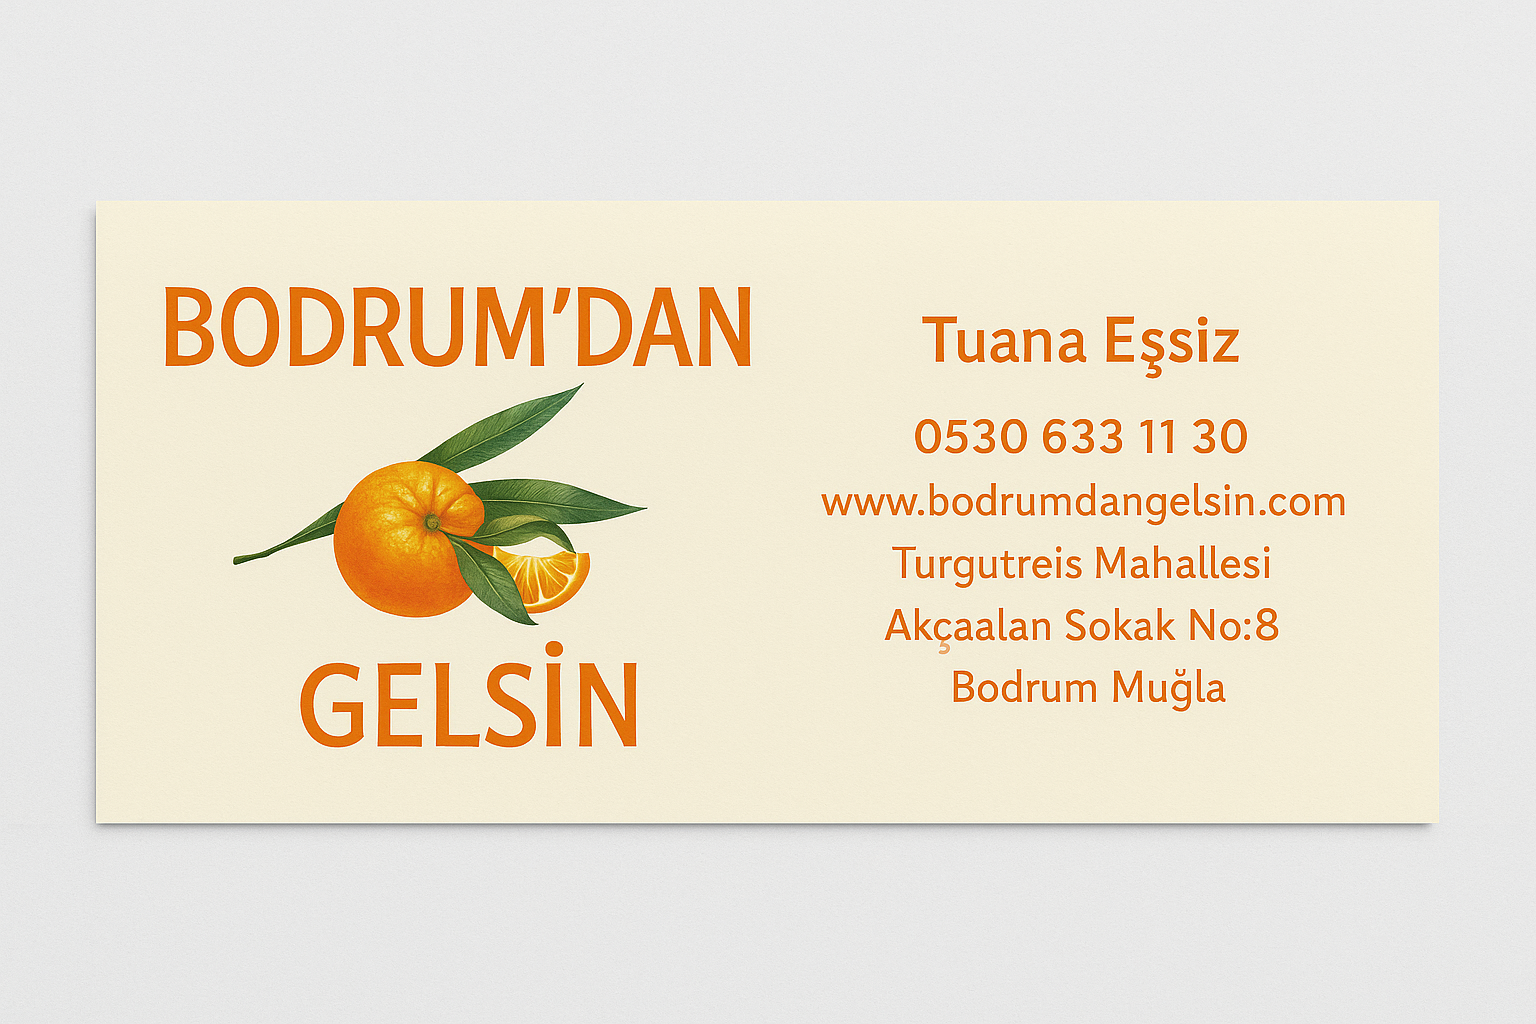 BODRUM’DAN
GELSİN
Tuana Eşsiz
0530 633 11 30
www.bodrumdangelsin.com
Turgutreis Mahallesi
Akçaalan Sokak No:8
Bodrum Muğla